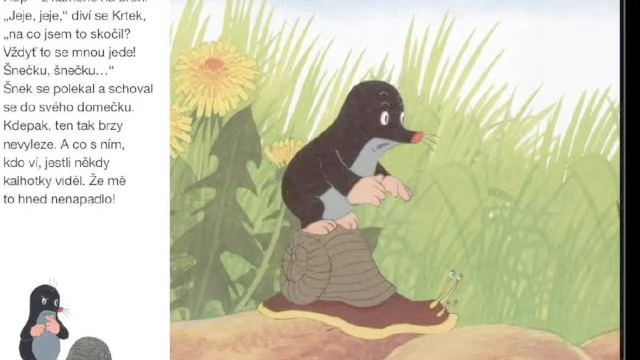 „Jeje, jeje,“ diví se Krtek,
„na co jsem to skočil?
Vždyť to se mnou jede!
Šnečku, šnečku...“
Šnek se polekal a schoval
se do svého domečku.
Kdepak, ten tak brzy
nevyleze. A co s ním,
kdo ví, jestli někdy
kalhotky viděl. Že mě
to hned nenapadlo!